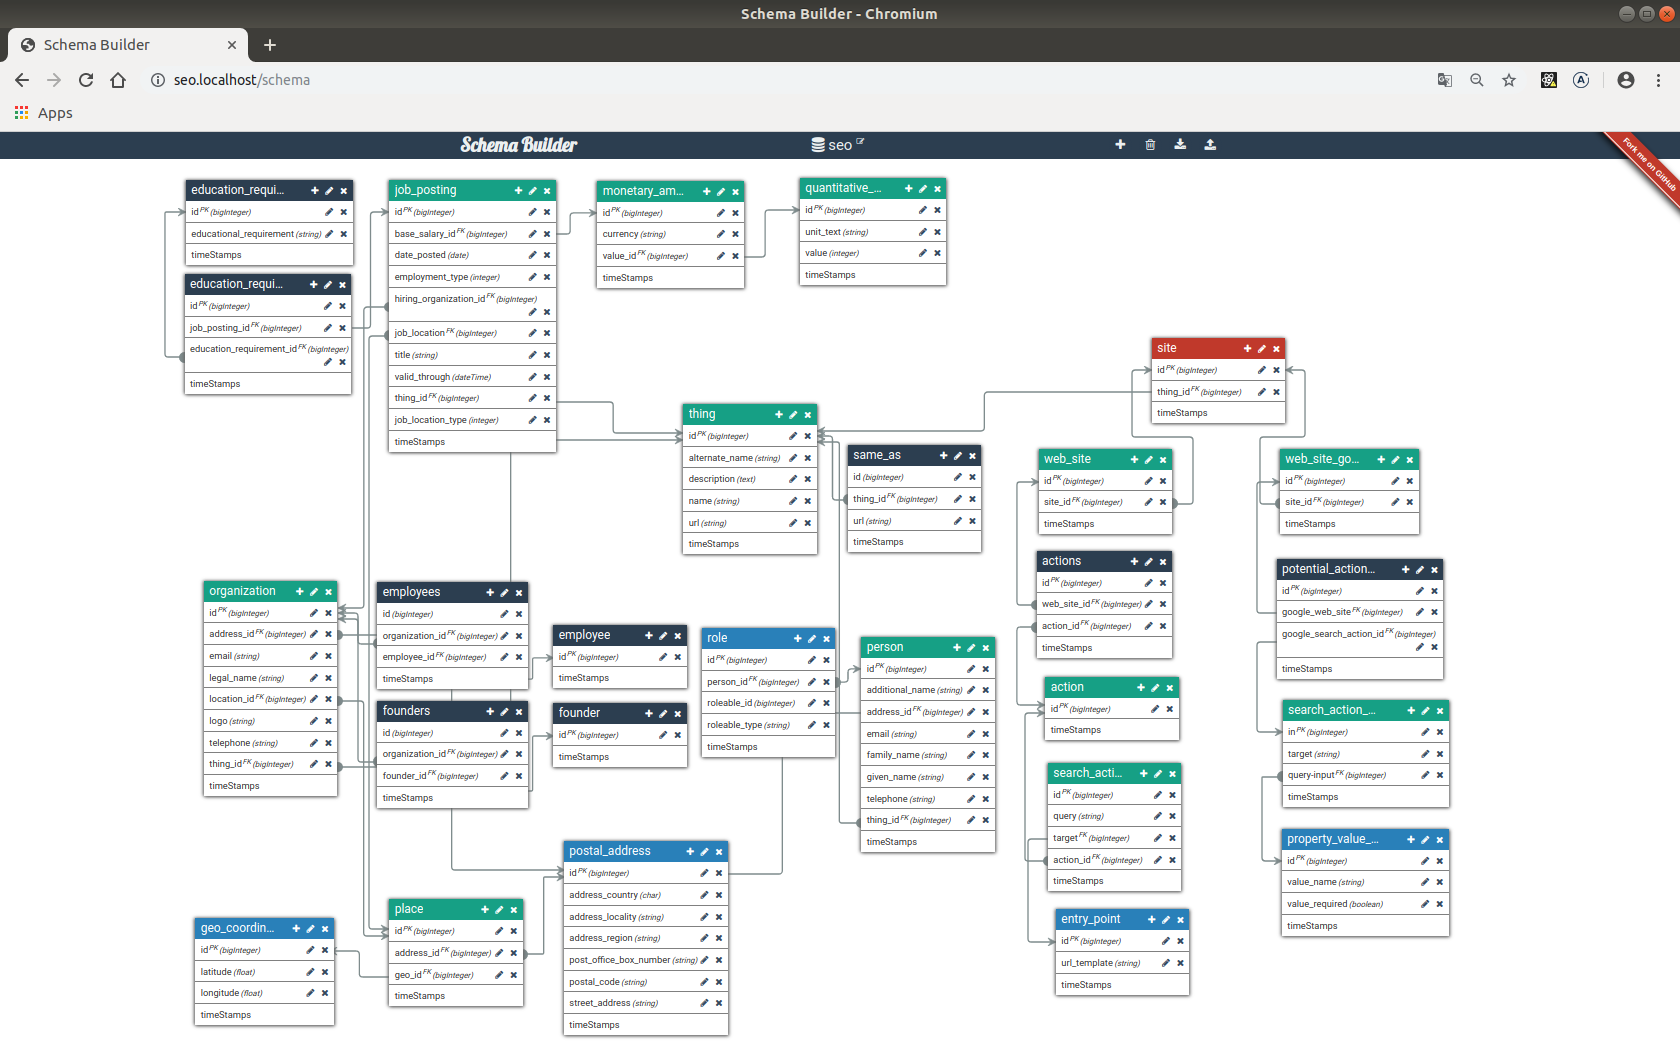 Schema Builder - Chromium
Schema Builder
seo.localhost/schema
Apps
Schema Builder
seo
Fork me on GitHub
education_requi...
id PK (bigInteger)
educational_requirement (string)
timeStamps
education_requi...
id PK (bigInteger)
job_posting_id FK (bigInteger)
education_requirement_id FK (bigInteger)
timeStamps
job_posting
id PK (bigInteger)
base_salary_id FK (bigInteger)
date_posted (date)
employment_type (integer)
hiring_organization_id FK (bigInteger)
job_location FK (bigInteger)
title (string)
valid_through (dateTime)
thing_id FK (bigInteger)
job_location_type (integer)
timeStamps
monetary_am...
id PK (bigInteger)
currency (string)
value_id FK (bigInteger)
timeStamps
quantitative_...
id PK (bigInteger)
unit_text (string)
value (integer)
timeStamps
site
id PK (bigInteger)
thing_id FK (bigInteger)
timeStamps
thing
id PK (bigInteger)
alternate_name (string)
description (text)
name (string)
url (string)
timeStamps
same_as
id (bigInteger)
thing_id FK (bigInteger)
url (string)
timeStamps
web_site
id PK (bigInteger)
site_id FK (bigInteger)
timeStamps
web_site_go...
id PK (bigInteger)
site_id FK (bigInteger)
timeStamps
actions
id PK (bigInteger)
web_site_id FK (bigInteger)
action_id FK (bigInteger)
timeStamps
potential_action...
id PK (bigInteger)
google_web_site FK (bigInteger)
google_search_action_id FK (bigInteger)
timeStamps
organization
id PK (bigInteger)
address_id FK (bigInteger)
email (string)
legal_name (string)
location_id FK (bigInteger)
logo (string)
telephone (string)
thing_id FK (bigInteger)
timeStamps
employees
id (bigInteger)
organization_id FK (bigInteger)
employee_id FK (bigInteger)
timeStamps
employee
id PK (bigInteger)
timeStamps
founders
id (bigInteger)
organization_id FK (bigInteger)
founder_id FK (bigInteger)
timeStamps
founder
id PK (bigInteger)
timeStamps
role
id PK (bigInteger)
person_id FK (bigInteger)
roleable_id (bigInteger)
roleable_type (string)
timeStamps
person
id PK (bigInteger)
additional_name (string)
address_id FK (bigInteger)
email (string)
family_name (string)
given_name (string)
telephone (string)
thing_id FK (bigInteger)
timeStamps
action
id PK (bigInteger)
timeStamps
search_acti...
id PK (bigInteger)
query (string)
target FK (bigInteger)
action_id FK (bigInteger)
timeStamps
entry_point
id PK (bigInteger)
url_template (string)
timeStamps
search_action_...
in PK (bigInteger)
target (string)
query-input FK (bigInteger)
timeStamps
property_value_...
id PK (bigInteger)
value_name (string)
value_required (boolean)
timeStamps
postal_address
id PK (bigInteger)
address_country (char)
address_locality (string)
address_region (string)
post_office_box_number (string)
postal_code (string)
street_address (string)
timeStamps
place
id PK (bigInteger)
address_id FK (bigInteger)
geo_id FK (bigInteger)
timeStamps
geo_coordin...
id PK (bigInteger)
latitude (float)
longitude (float)
timeStamps